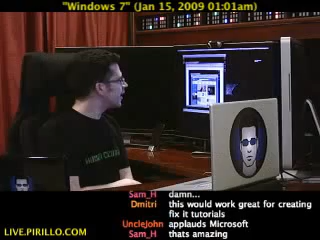 "Windows 7" (Jan 15, 2009 01:01am)
Sam_H damn...
Dmitri this would work great for creating
fix it tutorials
UncleJohn applauds Microsoft
Sam_H thats amazing
LIVE.PIRILLO.COM